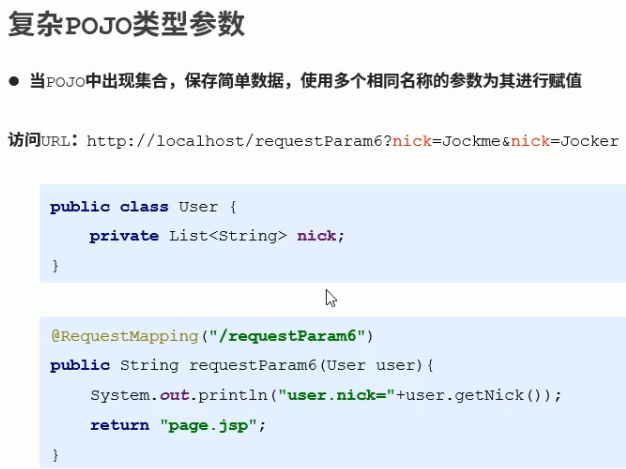 复杂POJO类型参数
● 当POJO中出现集合，保存简单数据，使用多个相同名称的参数为其进行赋值
访问URL：http://localhost/requestParam6?nick=Jockme&nick=Jocker
public class User {
    private List<String> nick;
}
@RequestMapping("/requestParam6")
public String requestParam6(User user){
    System.out.println("user.nick="+user.getNick());
    return "page.jsp";
}